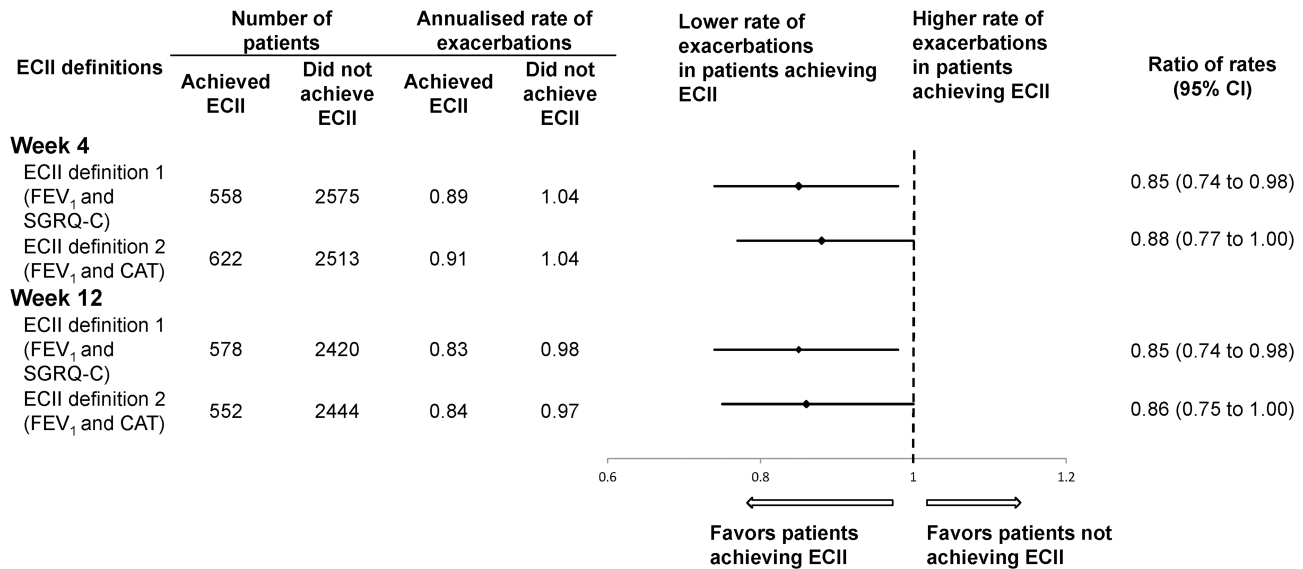 Number of patients
Annualised rate of exacerbations
Lower rate of exacerbations in patients achieving ECII
Higher rate of exacerbations in patients achieving ECII
ECII definitions
Achieved ECII
Did not achieve ECII
Achieved ECII
Did not achieve ECII
Ratio of rates (95% CI)
Week 4
ECII definition 1 (FEV1 and SGRQ-C) 558 2575 0.89 1.04 0.85 (0.74 to 0.98)
ECII definition 2 (FEV1 and CAT) 622 2513 0.91 1.04 0.88 (0.77 to 1.00)
Week 12
ECII definition 1 (FEV1 and SGRQ-C) 578 2420 0.83 0.98 0.85 (0.74 to 0.98)
ECII definition 2 (FEV1 and CAT) 552 2444 0.84 0.97 0.86 (0.75 to 1.00)
0.6 0.8 1 1.2
Favors patients achieving ECII
Favors patients not achieving ECII